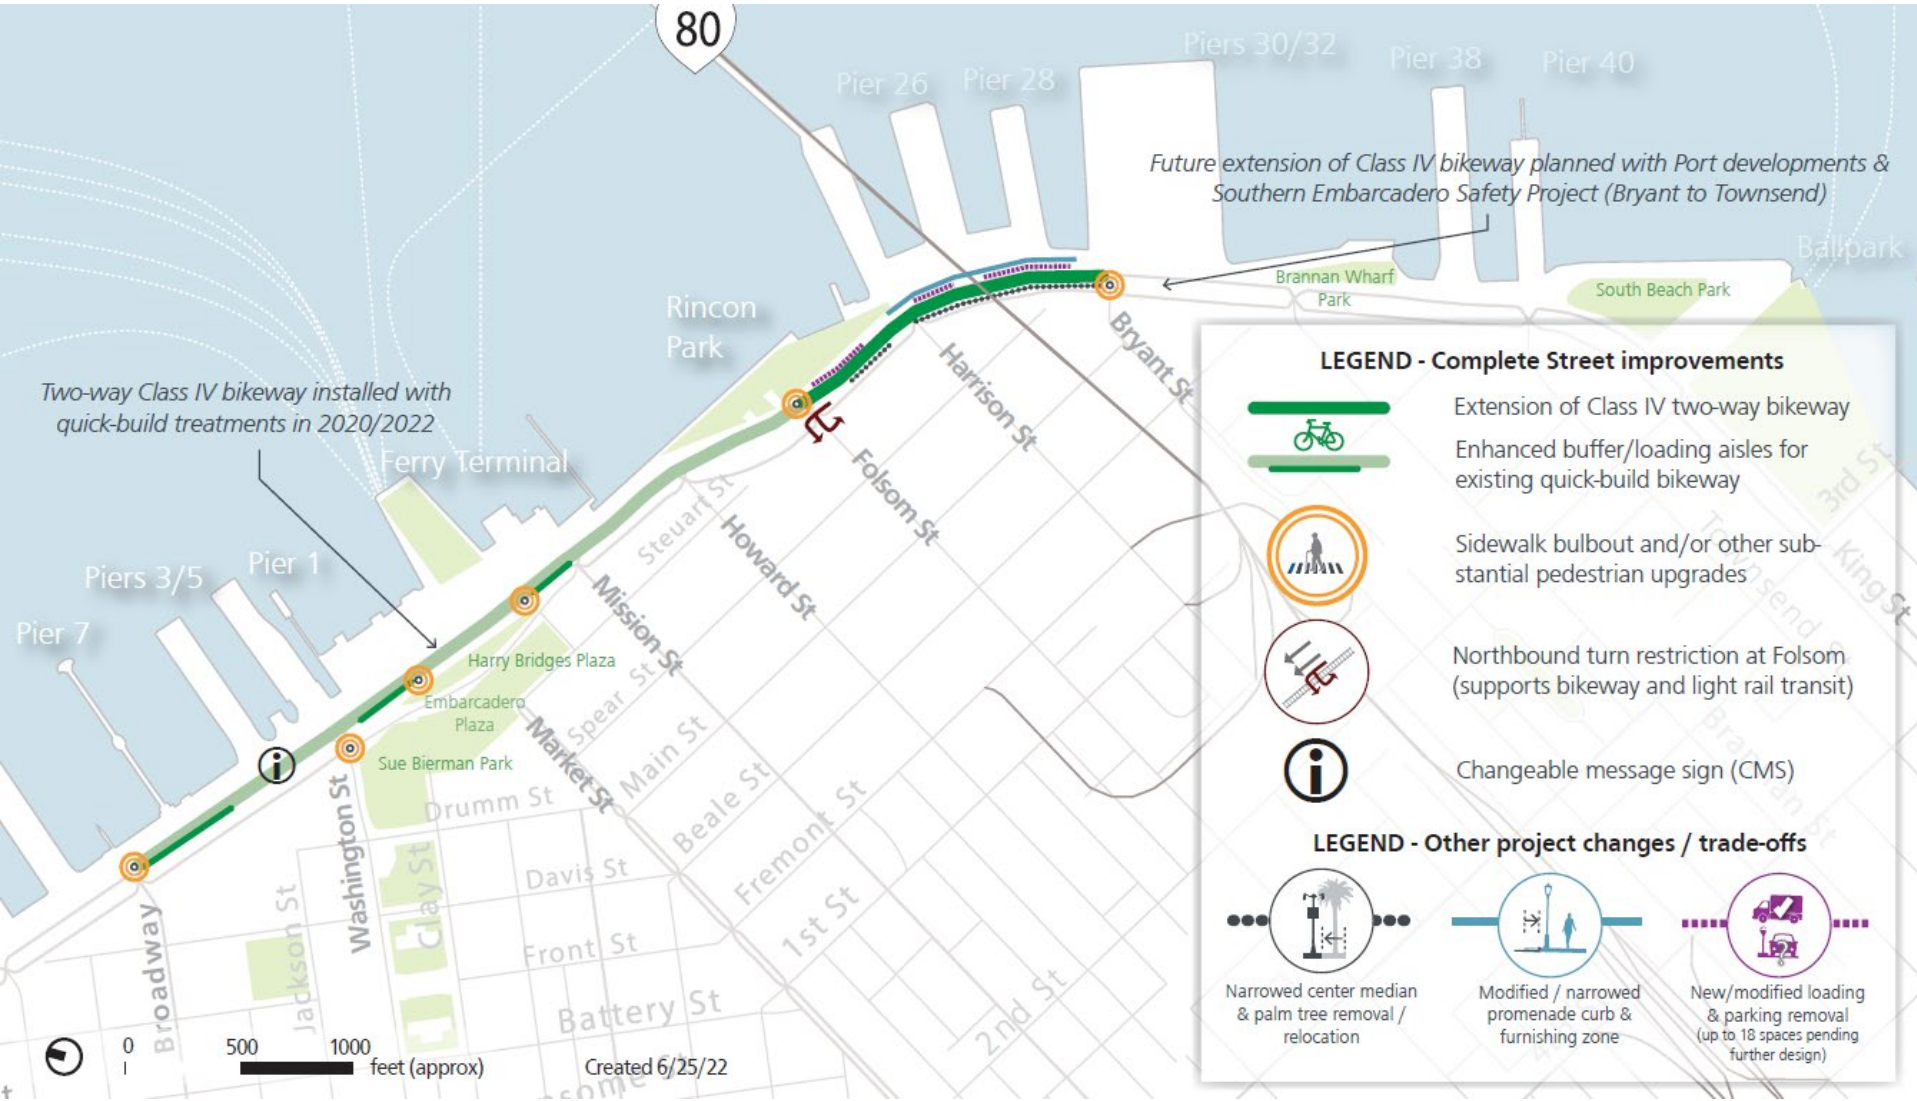 80
Pier 26
Pier 28
Piers 30/32
Pier 38
Pier 40
Future extension of Class IV bikeway planned with Port developments &
Southern Embarcadero Safety Project (Bryant to Townsend)
Ballpark
Brannan Wharf
Park
South Beach Park
Rincon
Park
Two-way Class IV bikeway installed with
quick-build treatments in 2020/2022
Ferry Terminal
Pier 1
Piers 3/5
Pier 7
Bryant St
Harrison St
Folsom St
Steuart St
Howard St
Mission St
Harry Bridges Plaza
Embarcadero
Plaza
Sue Bierman Park
Spear St
Market St
Main St
Beale St
Fremont St
1st St
2nd St
Drumm St
Davis St
Front St
Battery St
Washington St
Clay St
Jackson St
Broadway
0
500
1000
feet (approx)
Created 6/25/22
some St
t
LEGEND - Complete Street improvements
Extension of Class IV two-way bikeway
Enhanced buffer/loading aisles for
existing quick-build bikeway
Sidewalk bulbout and/or other sub-
stantial pedestrian upgrades
Northbound turn restriction at Folsom
(supports bikeway and light rail transit)
i
Changeable message sign (CMS)
3rd St
King St
Townsend St
Brannan St
LEGEND - Other project changes / trade-offs
Narrowed center median
& palm tree removal /
relocation
Modified / narrowed
promenade curb &
furnishing zone
New/modified loading
& parking removal
(up to 18 spaces pending
further design)
i